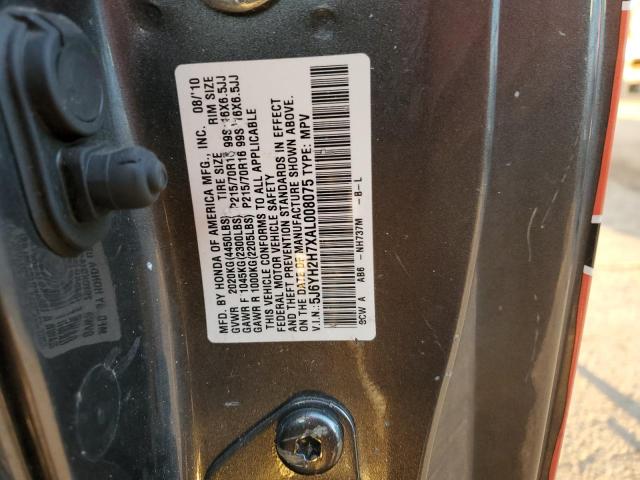 MFD. BY HONDA OF AMERICA MFG., INC. 08/'10
GVWR 2020KG(4450LBS) TIRE SIZE RIM SIZE
GAWR F 1045KG(2300LBS) P215/70R16 99S 16X6.5JJ
GAWR R 1000KG(2205LBS) P215/70R16 99S 16X6.5JJ
THIS VEHICLE CONFORMS TO ALL APPLICABLE
FEDERAL MOTOR VEHICLE SAFETY
AND THEFT PREVENTION STANDARDS IN EFFECT
ON THE DATE OF MANUFACTURE SHOWN ABOVE.
V.I.N.: 5J6YH2H7XAL008075 TYPE: MPV
SCW A AB6 - NH737M - B - L